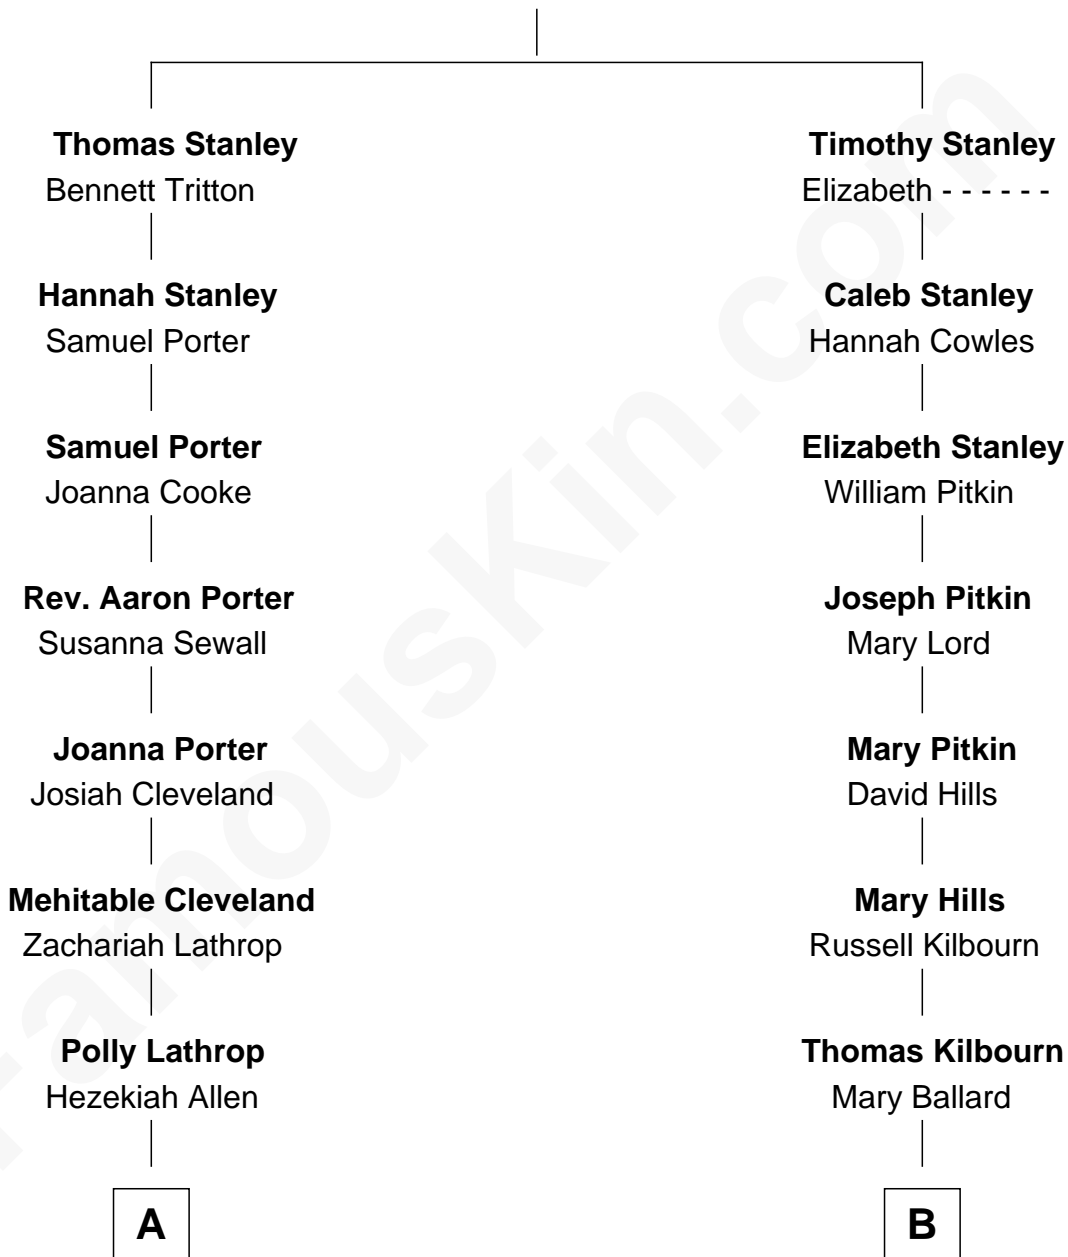 Thomas Stanley
Bennett Tritton
Hannah Stanley
Samuel Porter
Samuel Porter
Joanna Cooke
Rev. Aaron Porter
Susanna Sewall
Joanna Porter
Josiah Cleveland
Mehitable Cleveland
Zachariah Lathrop
Polly Lathrop
Hezekiah Allen
A
Timothy Stanley
Elizabeth - - - - - -
Caleb Stanley
Hannah Cowles
Elizabeth Stanley
William Pitkin
Joseph Pitkin
Mary Lord
Mary Pitkin
David Hills
Mary Hills
Russell Kilbourn
Thomas Kilbourn
Mary Ballard
B
FamousKin.com